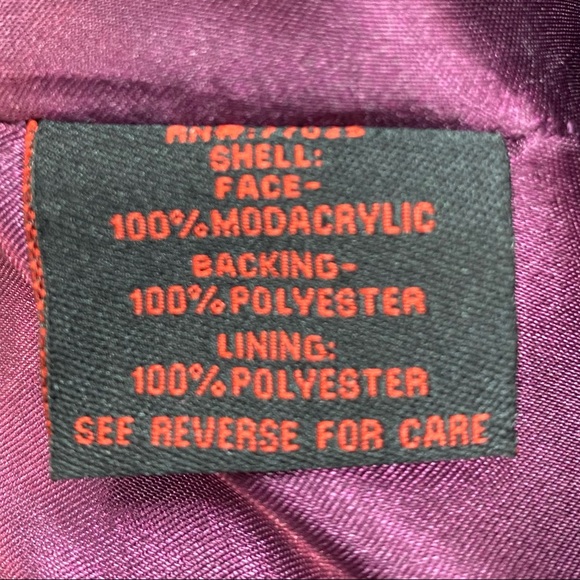 SHELL:
FACE-
100%MODACRYLIC
BACKING-
100%POLYESTER
LINING:
100%POLYESTER
SEE REVERSE FOR CARE